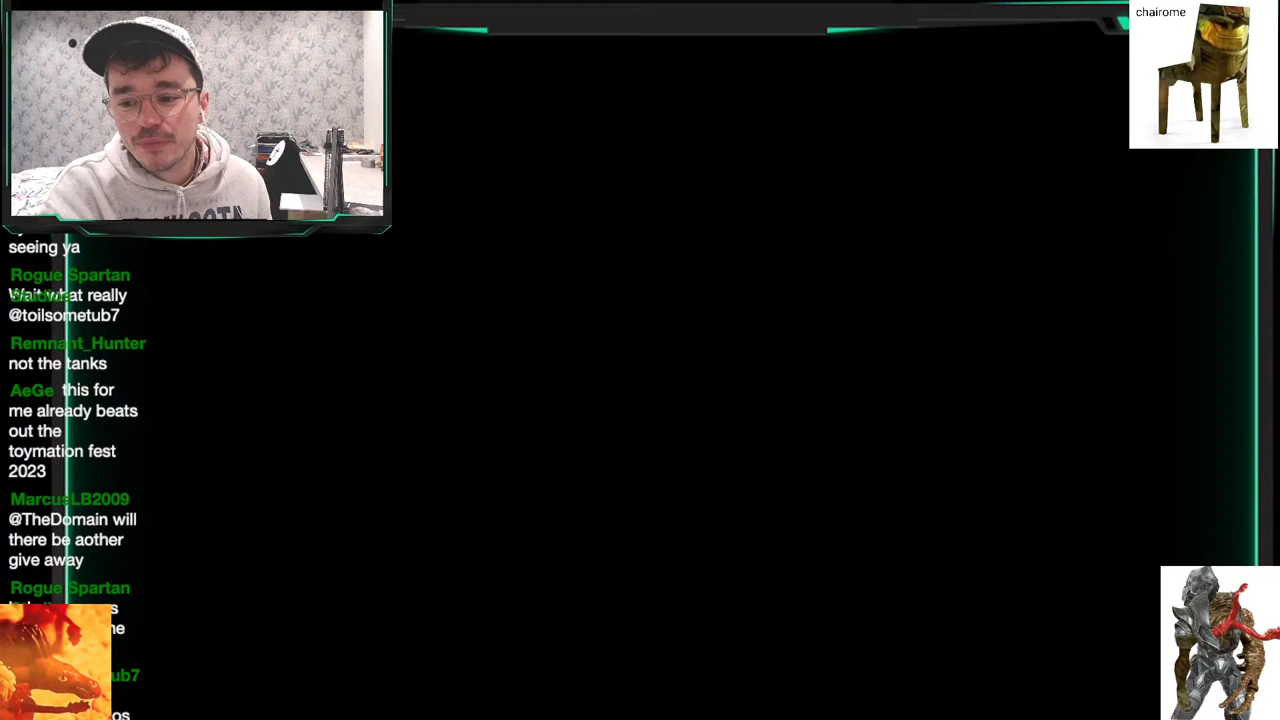 chairome
seeing ya
Rogue Spartan
Wait what really
@toilsometub7
Remnant_Hunter
not the tanks
AeGe this for
me already beats
out the
toymation fest
2023
MarcusLB2009
@TheDomain will
there be aother
give away
Rogue Spartan